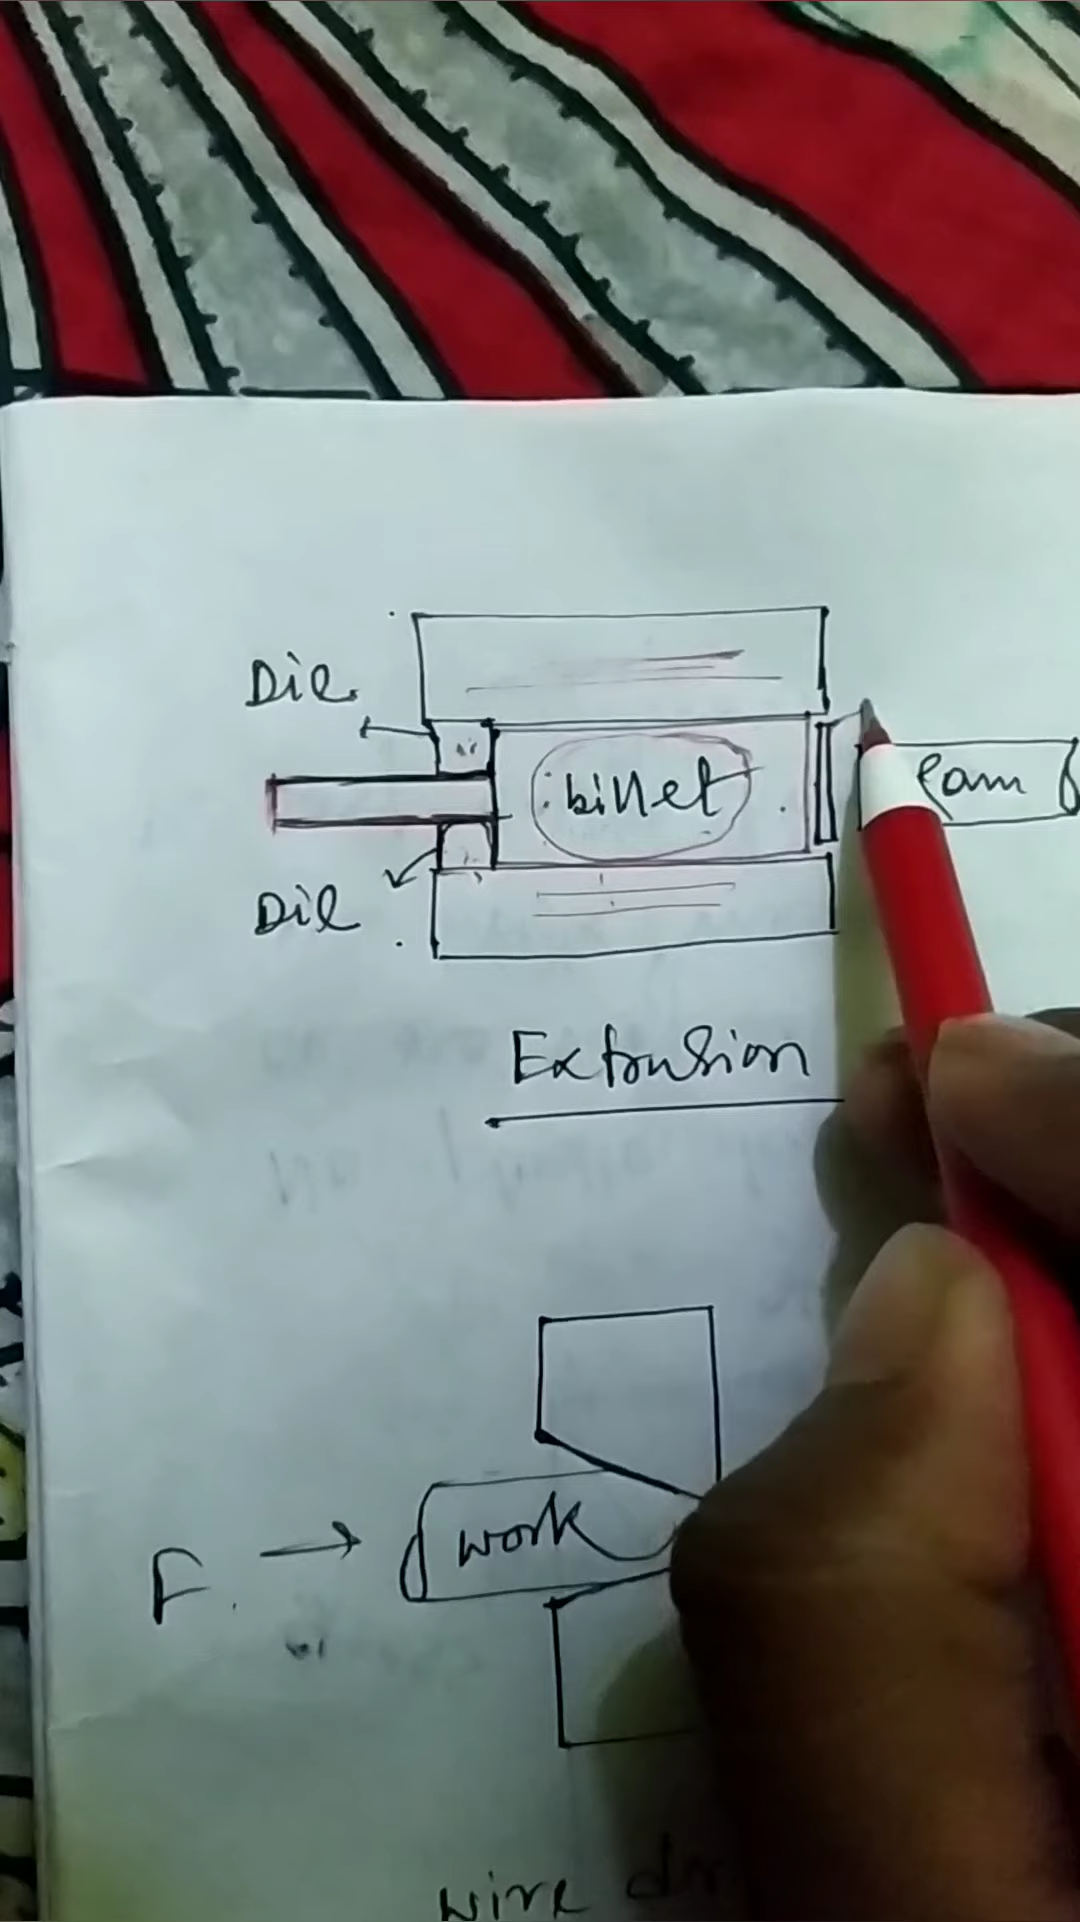 Die
billet
Ram
Die
Extrusion
F → work
wire